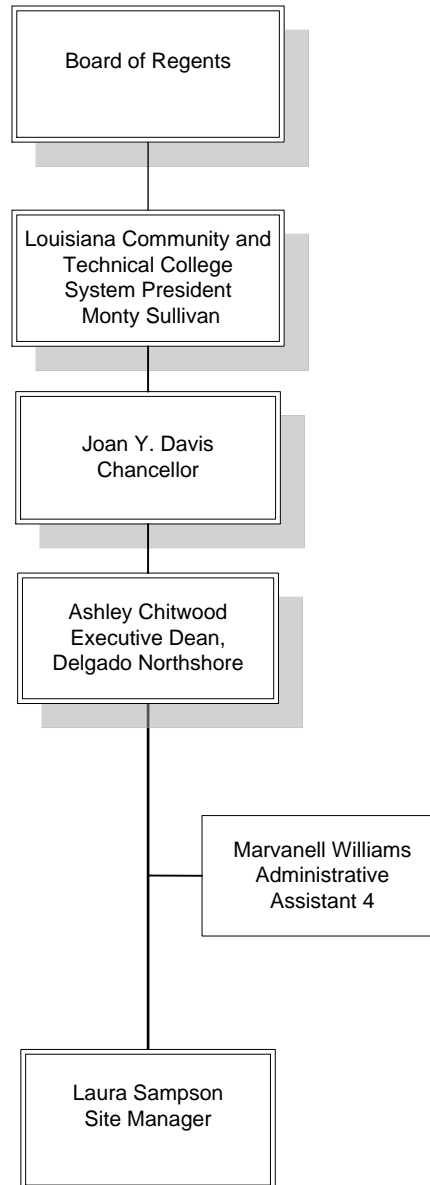 Board of Regents
Louisiana Community and
Technical College
System President
Monty Sullivan
Joan Y. Davis
Chancellor
Ashley Chitwood
Executive Dean,
Delgado Northshore
Marvanell Williams
Administrative
Assistant 4
Laura Sampson
Site Manager